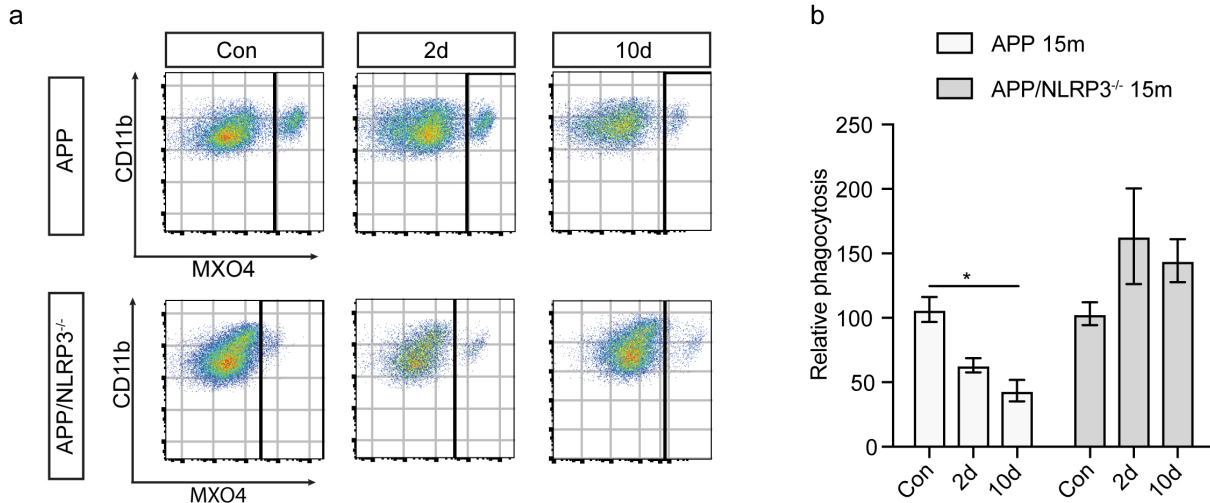 a
Con
2d
10d
APP
CD11b
MXO4
APP/NLRP3-/-
CD11b
MXO4
b
APP 15m
APP/NLRP3-/- 15m
Relative phagocytosis
250
200
150
100
50
0
*
Con
2d
10d
Con
2d
10d